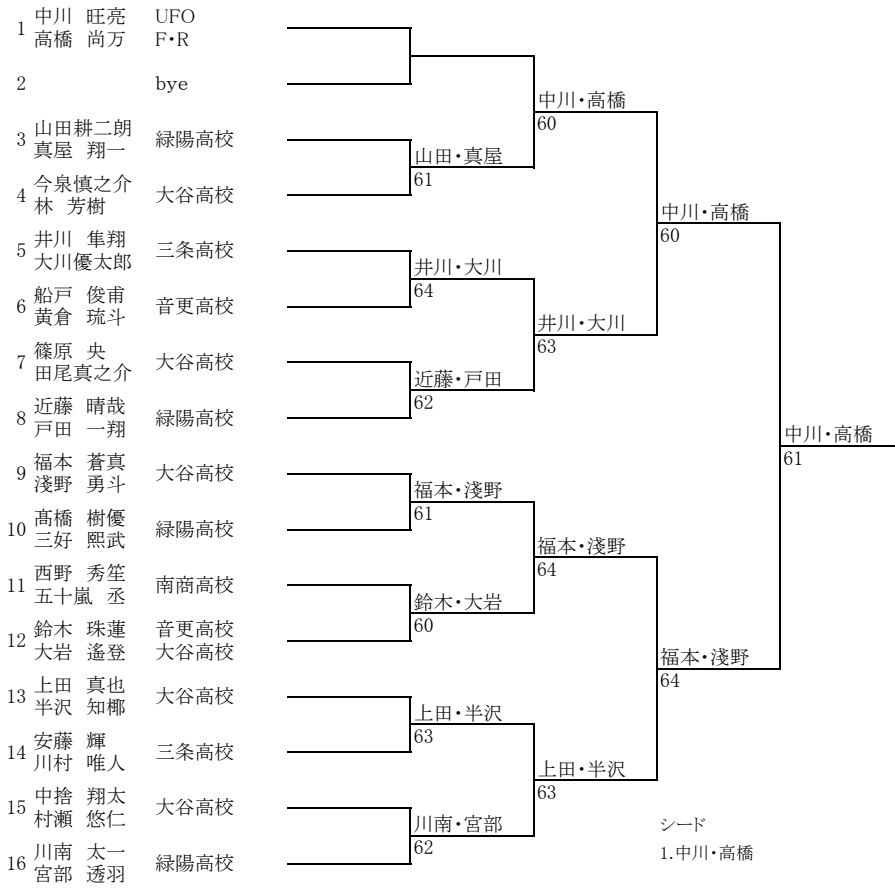 1 中川 旺亮 UFO
高橋 尚万 F・R
2 bye
中川・高橋
60
3 山田耕二朗 緑陽高校
真屋 翔一
山田・真屋
61
4 今泉慎之介 大谷高校
林 芳樹
中川・高橋
60
5 井川 隼翔 三条高校
大川優太郎
井川・大川
64
6 船戸 俊甫 音更高校
黄倉 琉斗
井川・大川
63
7 篠原 央 大谷高校
田尾真之介
近藤・戸田
62
8 近藤 晴哉 緑陽高校
戸田 一翔
中川・高橋
61
9 福本 蒼真 大谷高校
淺野 勇斗
福本・淺野
61
10 髙橋 樹優 緑陽高校
三好 熙武
福本・淺野
64
11 西野 秀笙 南商高校
五十嵐 丞
鈴木・大岩
60
12 鈴木 珠蓮 音更高校
大岩 遙登 大谷高校
福本・淺野
64
13 上田 真也 大谷高校
半沢 知椰
上田・半沢
63
14 安藤 輝 三条高校
川村 唯人
上田・半沢
63
15 中捨 翔太 大谷高校
村瀬 悠仁
川南・宮部
62
16 川南 太一 緑陽高校
宮部 透羽
シード
1.中川・高橋